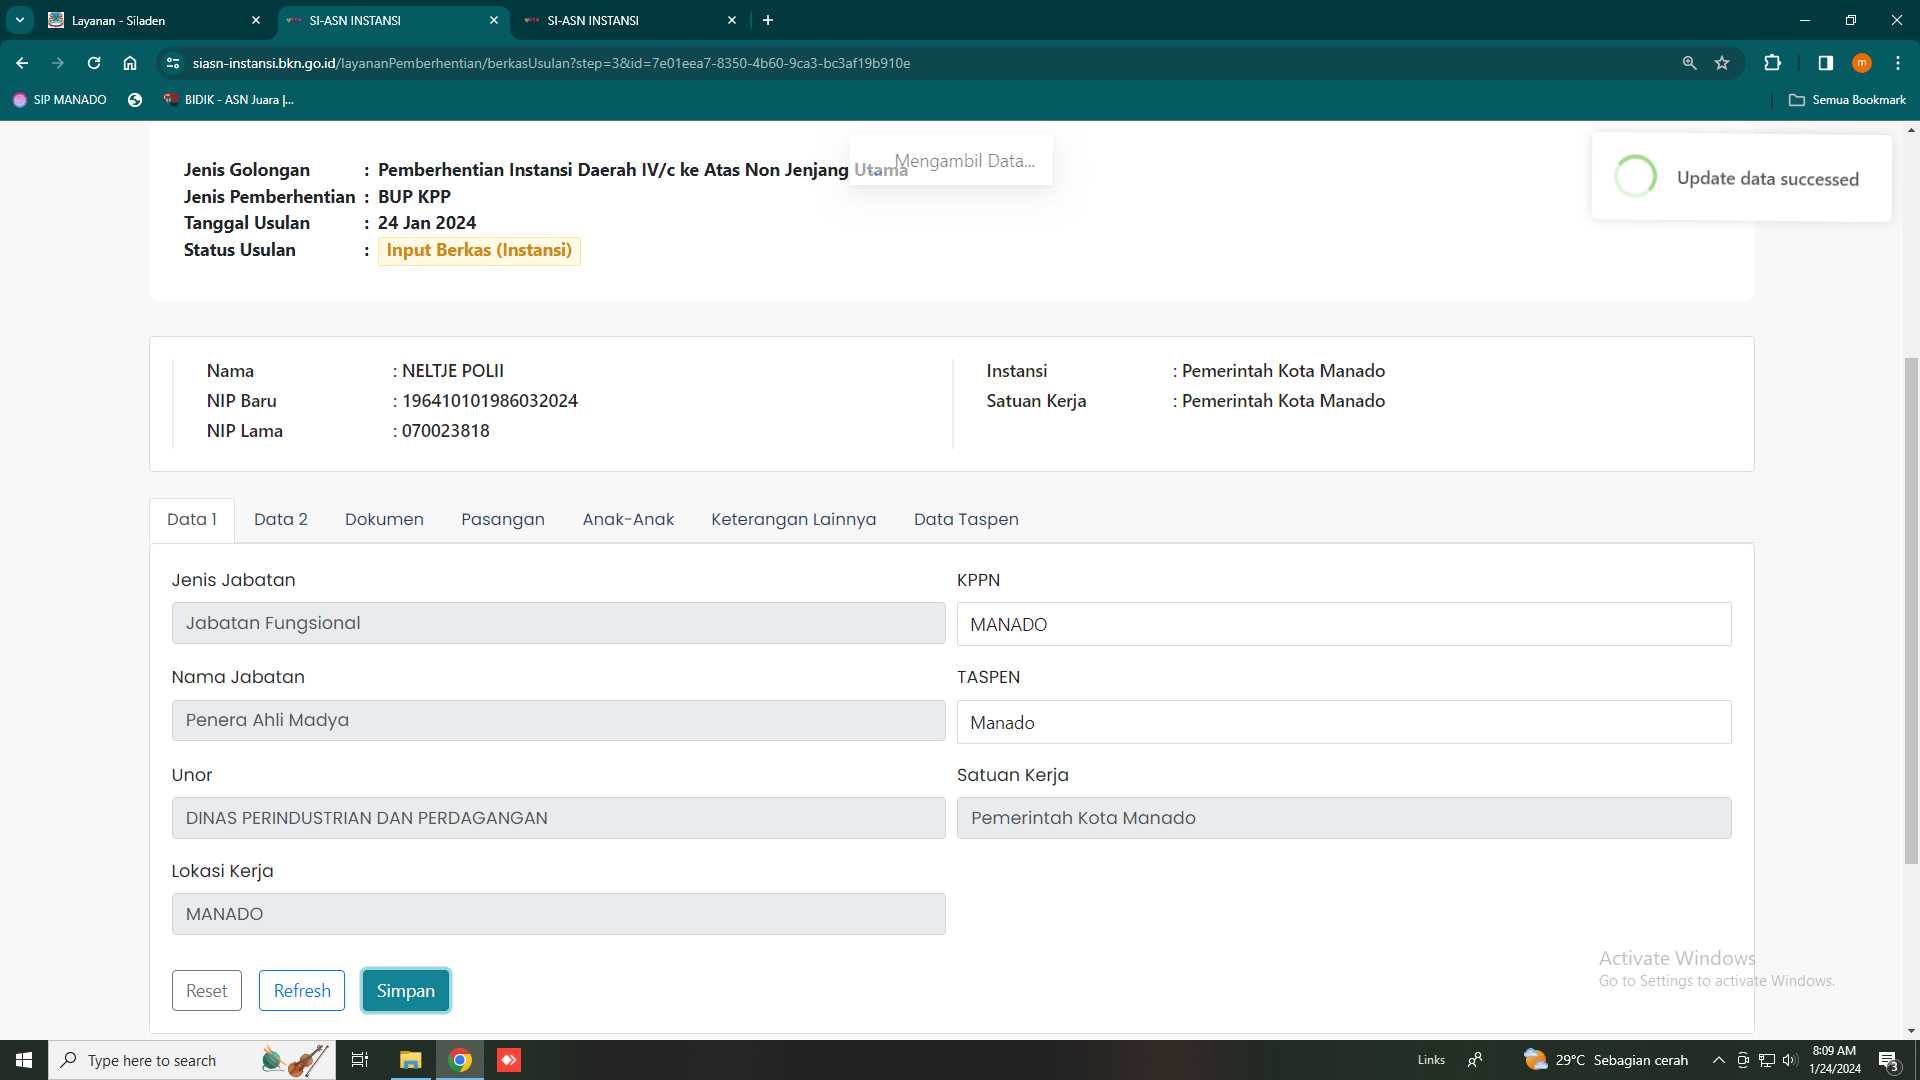 Layanan - Siladen
SI-ASN INSTANSI
SI-ASN INSTANSI
siasn-instansi.bkn.go.id/layananPemberhentian/berkasUsulan?step=3&id=7e01eea7-8350-4b60-9ca3-bc3af19b910e
m
SIP MANADO
BIDIK - ASN Juara |...
Semua Bookmark
Mengambil Data...
Update data successed
Jenis Golongan : Pemberhentian Instansi Daerah IV/c ke Atas Non Jenjang Utama
Jenis Pemberhentian : BUP KPP
Tanggal Usulan : 24 Jan 2024
Status Usulan : Input Berkas (Instansi)
Nama : NELTJE POLII
NIP Baru : 196410101986032024
NIP Lama : 070023818
Instansi : Pemerintah Kota Manado
Satuan Kerja : Pemerintah Kota Manado
Data 1 Data 2 Dokumen Pasangan Anak-Anak Keterangan Lainnya Data Taspen
Jenis Jabatan
Jabatan Fungsional
KPPN
MANADO
Nama Jabatan
Penera Ahli Madya
TASPEN
Manado
Unor
DINAS PERINDUSTRIAN DAN PERDAGANGAN
Satuan Kerja
Pemerintah Kota Manado
Lokasi Kerja
MANADO
Reset Refresh Simpan
Activate Windows
Go to Settings to activate Windows.
Type here to search
Links
29°C Sebagian cerah
8:09 AM
1/24/2024
3